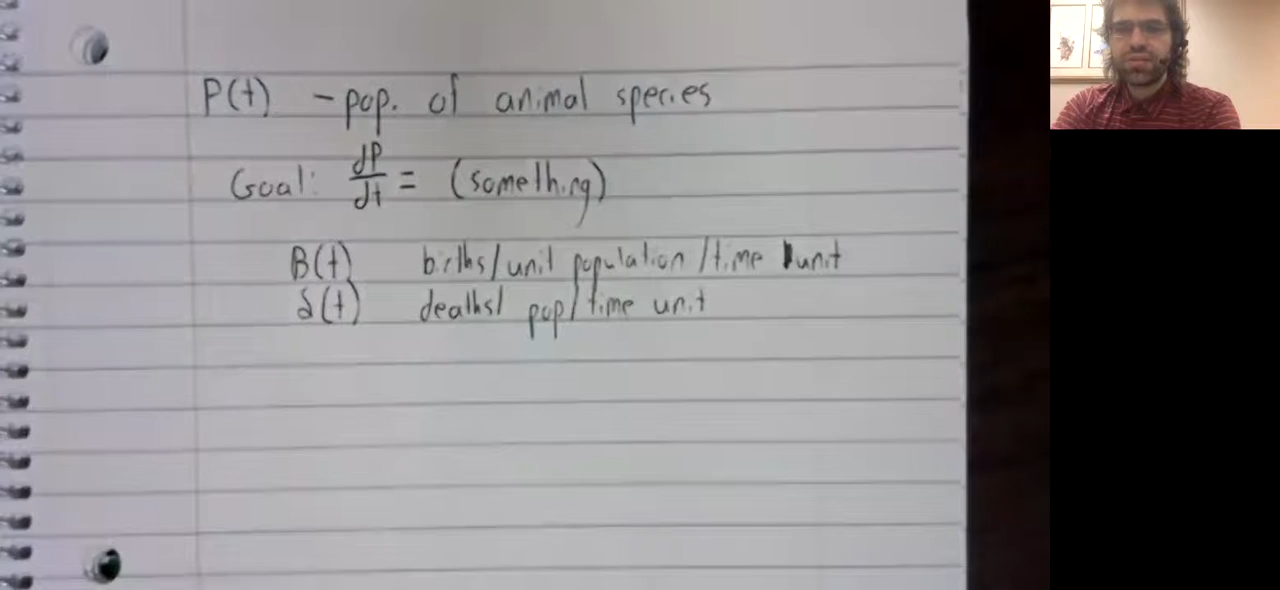 P(t) - pop. of animal species
Goal: dP/dt = (something)
B(t) births/unit population/time unit
δ(t) deaths/pop/time unit